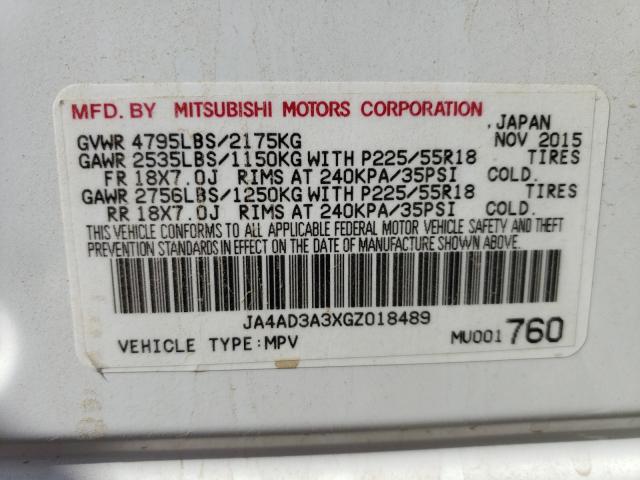 MFD. BY MITSUBISHI MOTORS CORPORATION, JAPAN
GVWR 4795LBS/2175KG NOV 2015
GAWR 2535LBS/1150KG WITH P225/55R18 TIRES
FR 18X7.0J RIMS AT 240KPA/35PSI COLD.
GAWR 2756LBS/1250KG WITH P225/55R18 TIRES
RR 18X7.0J RIMS AT 240KPA/35PSI COLD.
THIS VEHICLE CONFORMS TO ALL APPLICABLE FEDERAL MOTOR VEHICLE SAFETY AND THEFT
PREVENTION STANDARDS IN EFFECT ON THE DATE OF MANUFACTURE SHOWN ABOVE.
JA4AD3A3XGZ018489
VEHICLE TYPE:MPV MU001760